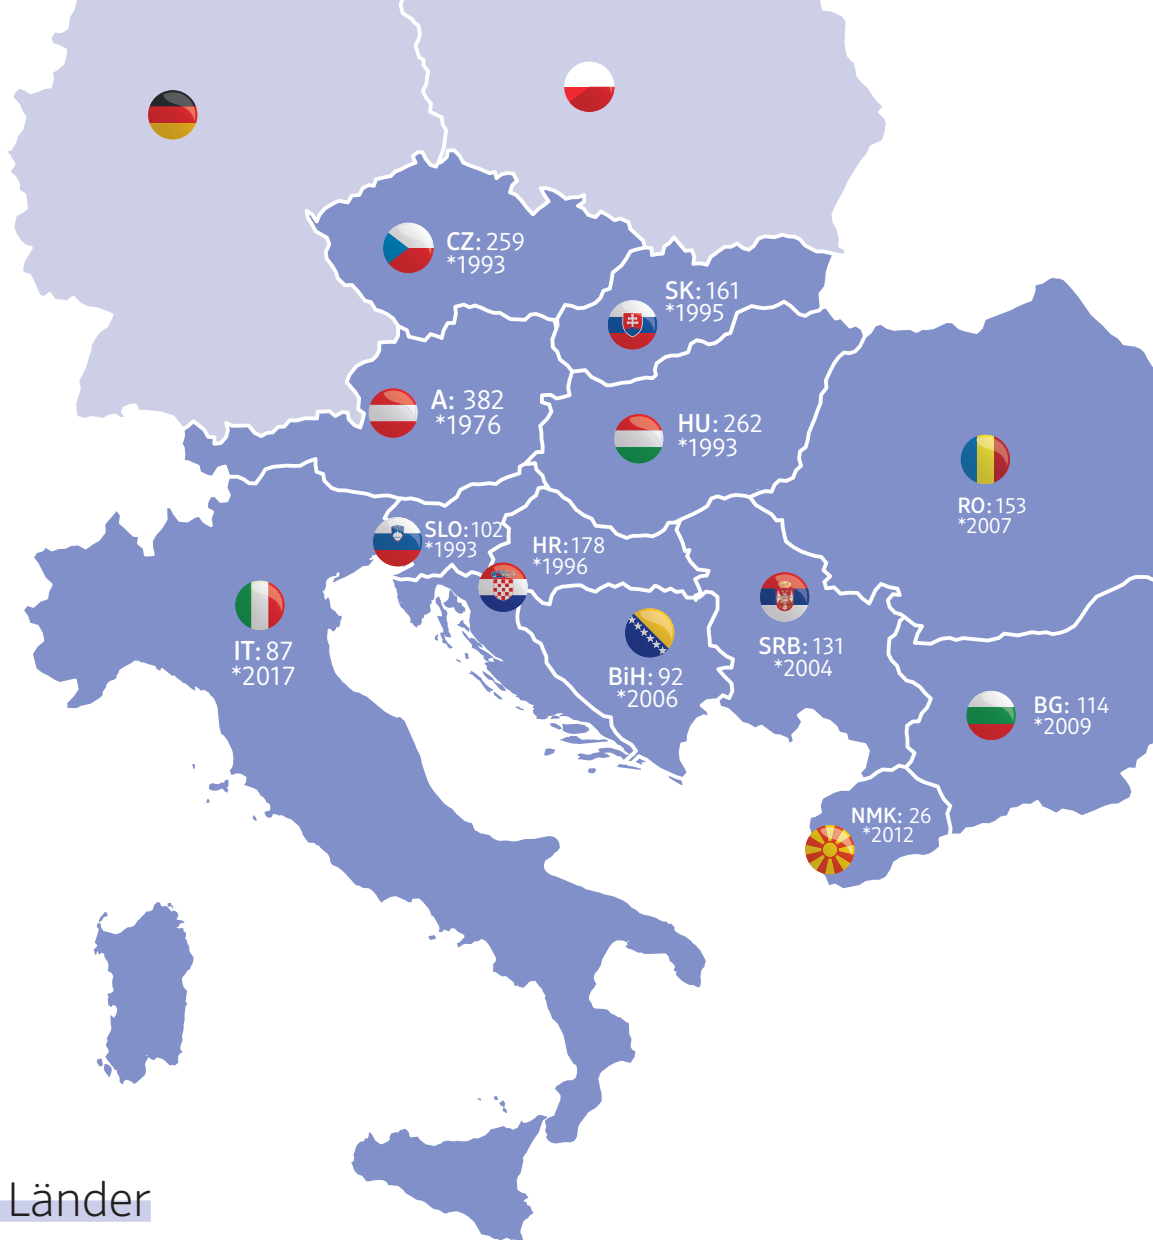 CZ: 259
*1993
SK: 161
*1995
A: 382
*1976
HU: 262
*1993
RO: 153
*2007
SLO: 102
*1993
HR: 178
*1996
IT: 87
*2017
BiH: 92
*2006
SRB: 131
*2004
BG: 114
*2009
NMK: 26
*2012
Länder